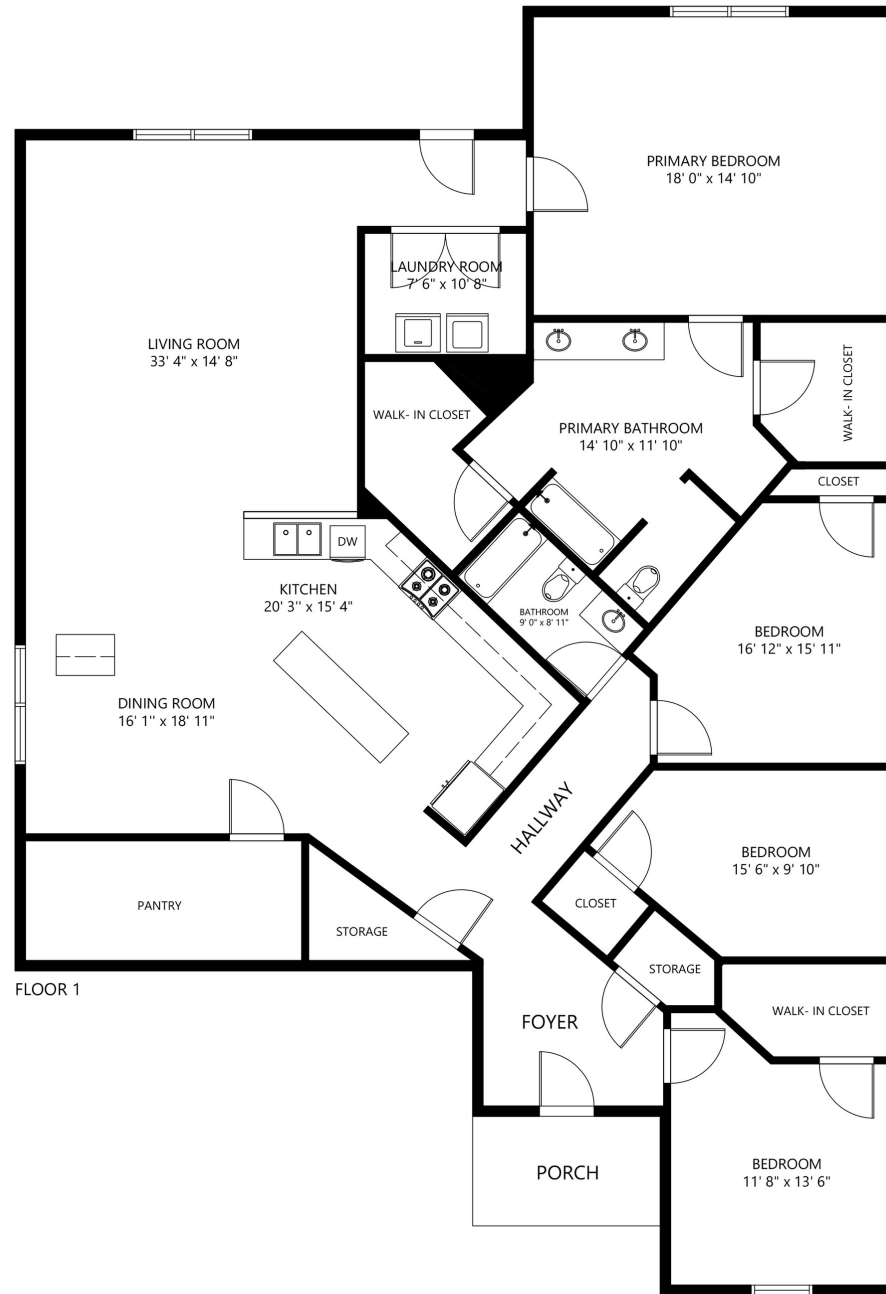 PRIMARY BEDROOM
18' 0" x 14' 10"
LAUNDRY ROOM
7' 6" x 10' 8"
LIVING ROOM
33' 4" x 14' 8"
WALK- IN CLOSET
WALK- IN CLOSET
PRIMARY BATHROOM
14' 10" x 11' 10"
CLOSET
DW
KITCHEN
20' 3'' x 15' 4"
BATHROOM
9' 0" x 8' 11"
BEDROOM
16' 12" x 15' 11"
DINING ROOM
16' 1'' x 18' 11"
HALLWAY
BEDROOM
15' 6" x 9' 10"
PANTRY
CLOSET
STORAGE
STORAGE
FLOOR 1
FOYER
WALK- IN CLOSET
PORCH
BEDROOM
11' 8" x 13' 6"